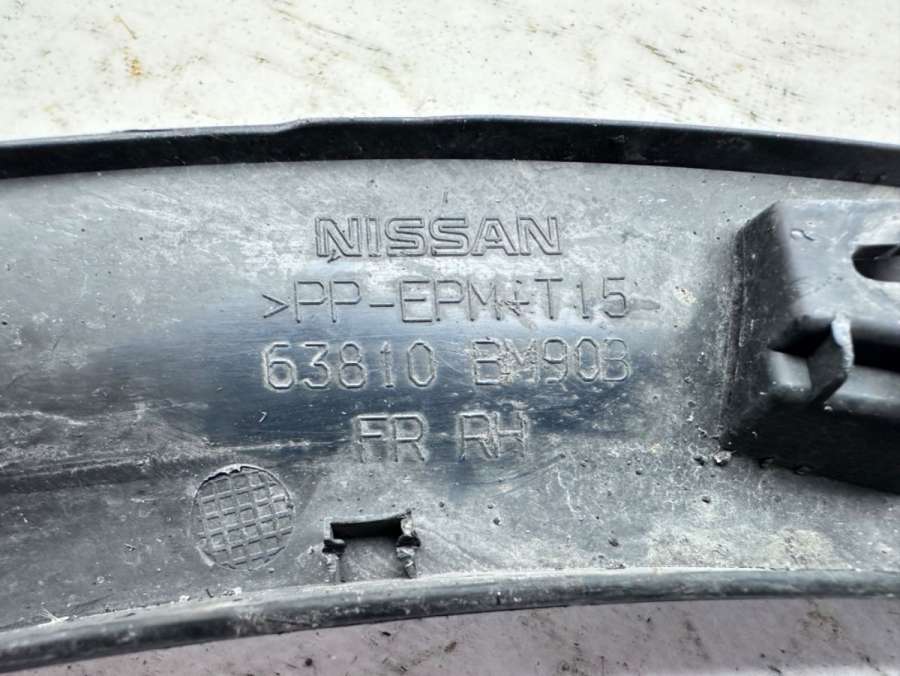 NISSAN
>PP-EPM+T15
63810 BM90B
FR RH